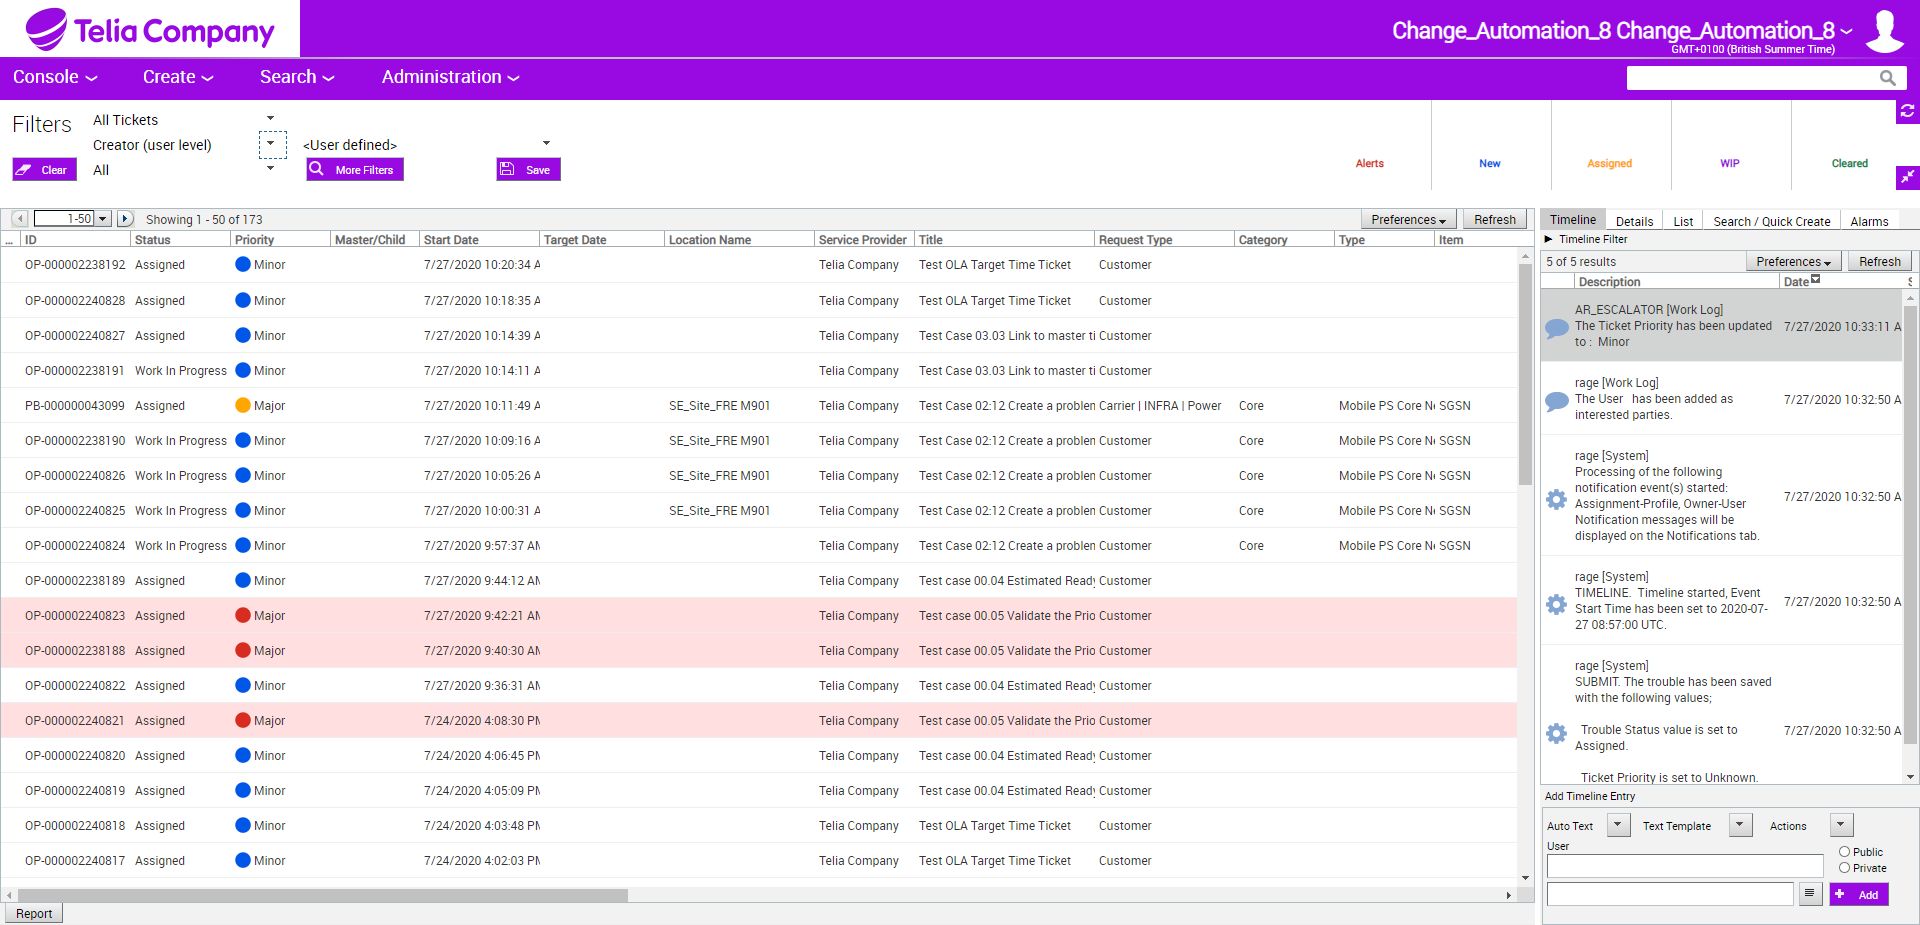 Telia Company
Change_Automation_8 Change_Automation_8
GMT+0100 (British Summer Time)
Console Create Search Administration
Filters
All Tickets
Creator (user level) <User defined>
All
Clear More Filters Save
Alerts New Assigned WIP Cleared
1-50 Showing 1 - 50 of 173 Preferences Refresh
... ID Status Priority Master/Child Start Date Target Date Location Name Service Provider Title Request Type Category Type Item
OP-000002238192 Assigned Minor 7/27/2020 10:20:34 A Telia Company Test OLA Target Time Ticket Customer
OP-000002240828 Assigned Minor 7/27/2020 10:18:35 A Telia Company Test OLA Target Time Ticket Customer
OP-000002240827 Assigned Minor 7/27/2020 10:14:39 A Telia Company Test Case 03.03 Link to master ti Customer
OP-000002238191 Work In Progress Minor 7/27/2020 10:14:11 A Telia Company Test Case 03.03 Link to master ti Customer
PB-000000043099 Assigned Major 7/27/2020 10:11:49 A SE_Site_FRE M901 Telia Company Test Case 02:12 Create a problen Carrier | INFRA | Power Core Mobile PS Core Ne SGSN
OP-000002238190 Work In Progress Minor 7/27/2020 10:09:16 A SE_Site_FRE M901 Telia Company Test Case 02:12 Create a problen Customer Core Mobile PS Core Ne SGSN
OP-000002240826 Work In Progress Minor 7/27/2020 10:05:26 A SE_Site_FRE M901 Telia Company Test Case 02:12 Create a problen Customer Core Mobile PS Core Ne SGSN
OP-000002240825 Work In Progress Minor 7/27/2020 10:00:31 A SE_Site_FRE M901 Telia Company Test Case 02:12 Create a problen Customer Core Mobile PS Core Ne SGSN
OP-000002240824 Work In Progress Minor 7/27/2020 9:57:37 AM Telia Company Test Case 02:12 Create a problen Customer Core Mobile PS Core Ne SGSN
OP-000002238189 Assigned Minor 7/27/2020 9:44:12 AM Telia Company Test case 00.04 Estimated Ready Customer
OP-000002240823 Assigned Major 7/27/2020 9:42:21 AM Telia Company Test case 00.05 Validate the Prio Customer
OP-000002238188 Assigned Major 7/27/2020 9:40:30 AM Telia Company Test case 00.05 Validate the Prio Customer
OP-000002240822 Assigned Minor 7/27/2020 9:36:31 AM Telia Company Test case 00.04 Estimated Ready Customer
OP-000002240821 Assigned Major 7/24/2020 4:08:30 PM Telia Company Test case 00.05 Validate the Prio Customer
OP-000002240820 Assigned Minor 7/24/2020 4:06:45 PM Telia Company Test case 00.04 Estimated Ready Customer
OP-000002240819 Assigned Minor 7/24/2020 4:05:09 PM Telia Company Test case 00.04 Estimated Ready Customer
OP-000002240818 Assigned Minor 7/24/2020 4:03:48 PM Telia Company Test OLA Target Time Ticket Customer
OP-000002240817 Assigned Minor 7/24/2020 4:02:03 PM Telia Company Test OLA Target Time Ticket Customer
Report
Timeline Details List Search / Quick Create Alarms
Timeline Filter
5 of 5 results Preferences Refresh
Description Date S
AR_ESCALATOR [Work Log]
The Ticket Priority has been updated 7/27/2020 10:33:11 A
to : Minor
rage [Work Log]
The User has been added as 7/27/2020 10:32:50 A
interested parties.
rage [System]
Processing of the following
notification event(s) started:
Assignment-Profile, Owner-User 7/27/2020 10:32:50 A
Notification messages will be
displayed on the Notifications tab.
rage [System]
TIMELINE. Timeline started, Event
Start Time has been set to 2020-07- 7/27/2020 10:32:50 A
27 08:57:00 UTC.
rage [System]
SUBMIT. The trouble has been saved
with the following values;
Trouble Status value is set to 7/27/2020 10:32:50 A
Assigned.
Ticket Priority is set to Unknown.
Add Timeline Entry
Auto Text Text Template Actions
User
Public
Private
Add